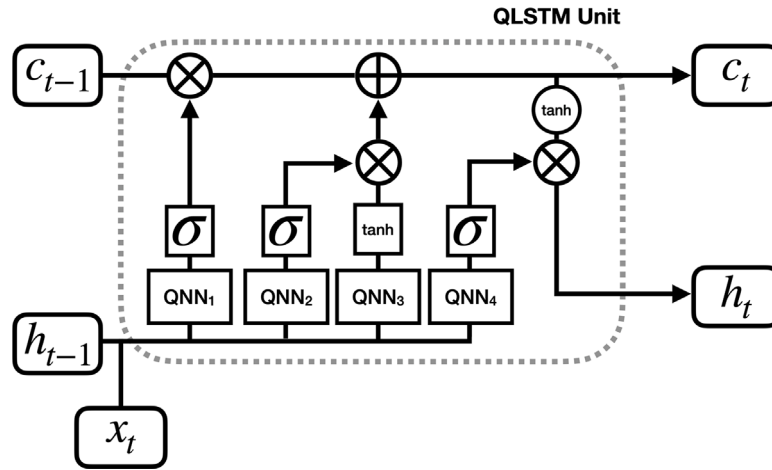 QLSTM Unit
c_{t-1}
c_t
tanh
σ
σ
tanh
σ
QNN₁
QNN₂
QNN₃
QNN₄
h_t
h_{t-1}
x_t